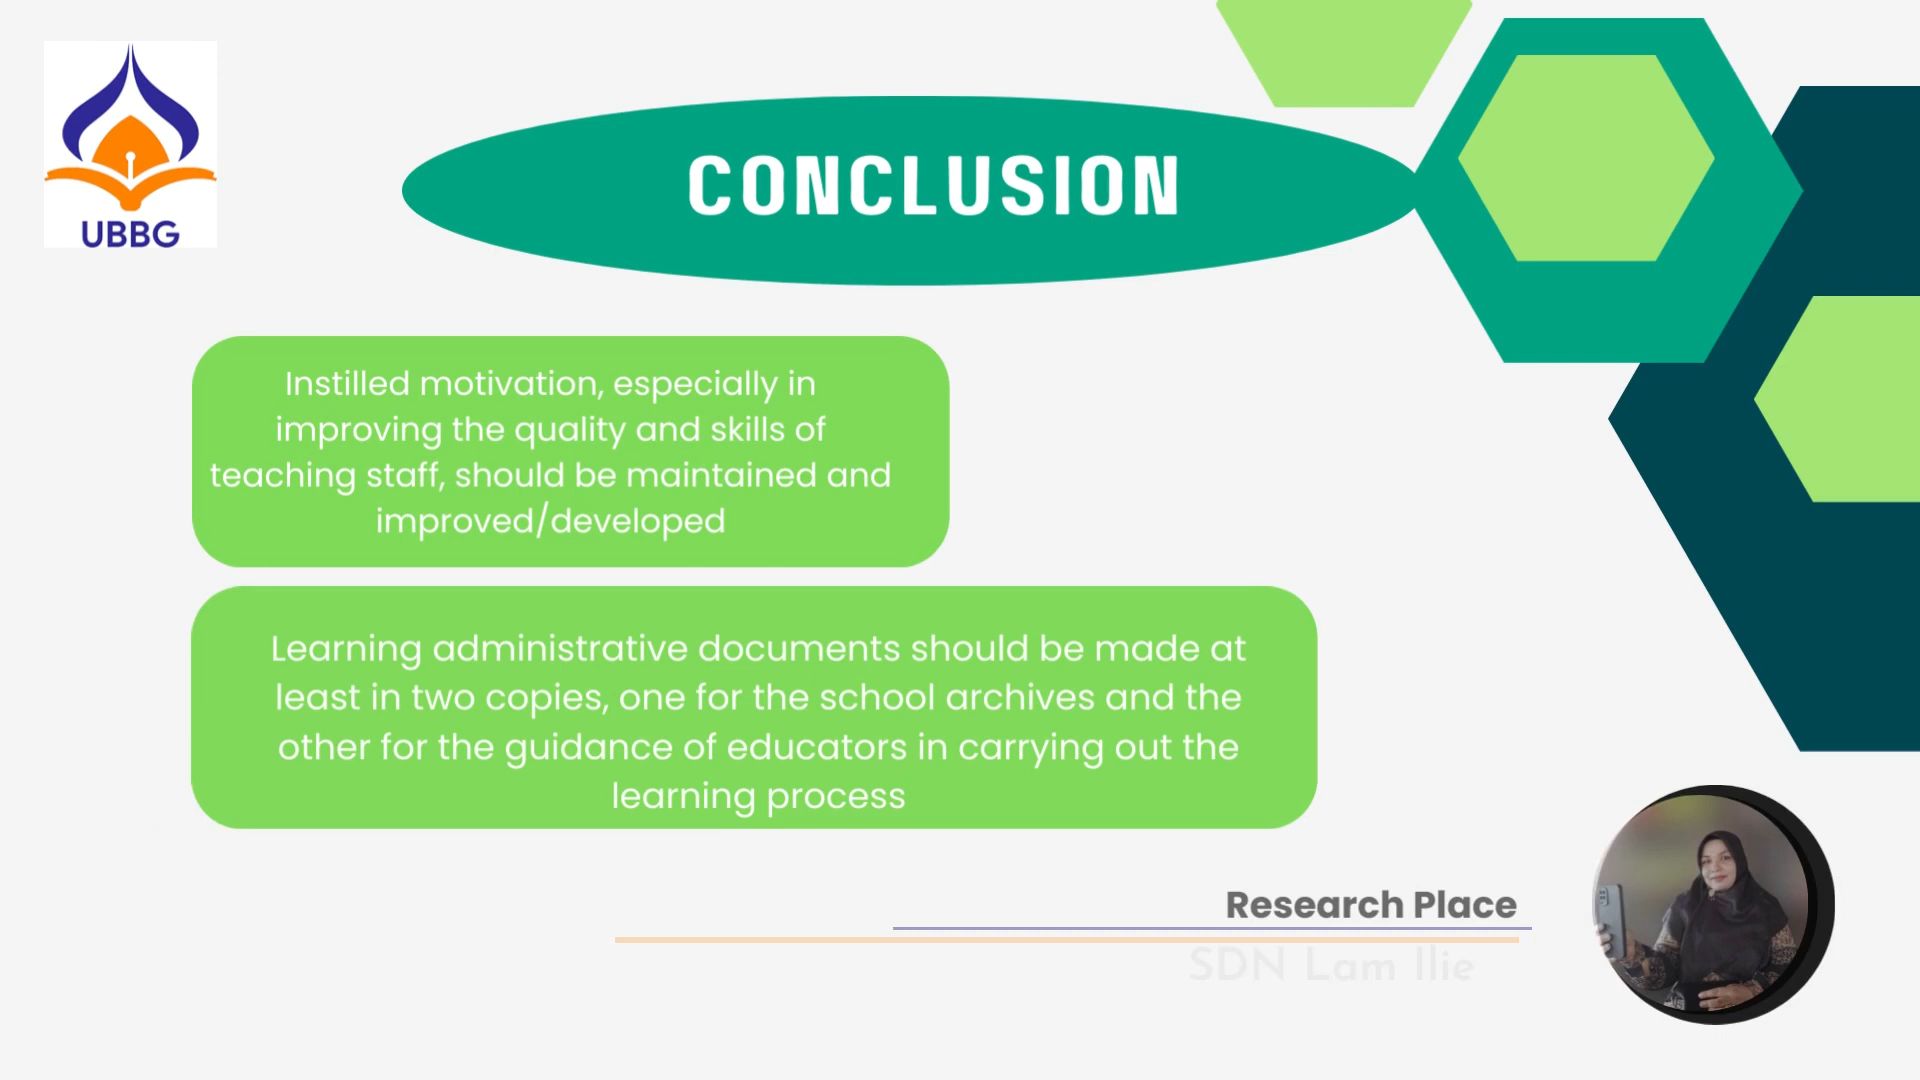 UBBG
CONCLUSION
Instilled motivation, especially in
improving the quality and skills of
teaching staff, should be maintained and
improved/developed
Learning administrative documents should be made at
least in two copies, one for the school archives and the
other for the guidance of educators in carrying out the
learning process
Research Place
SDN Lam Ilie